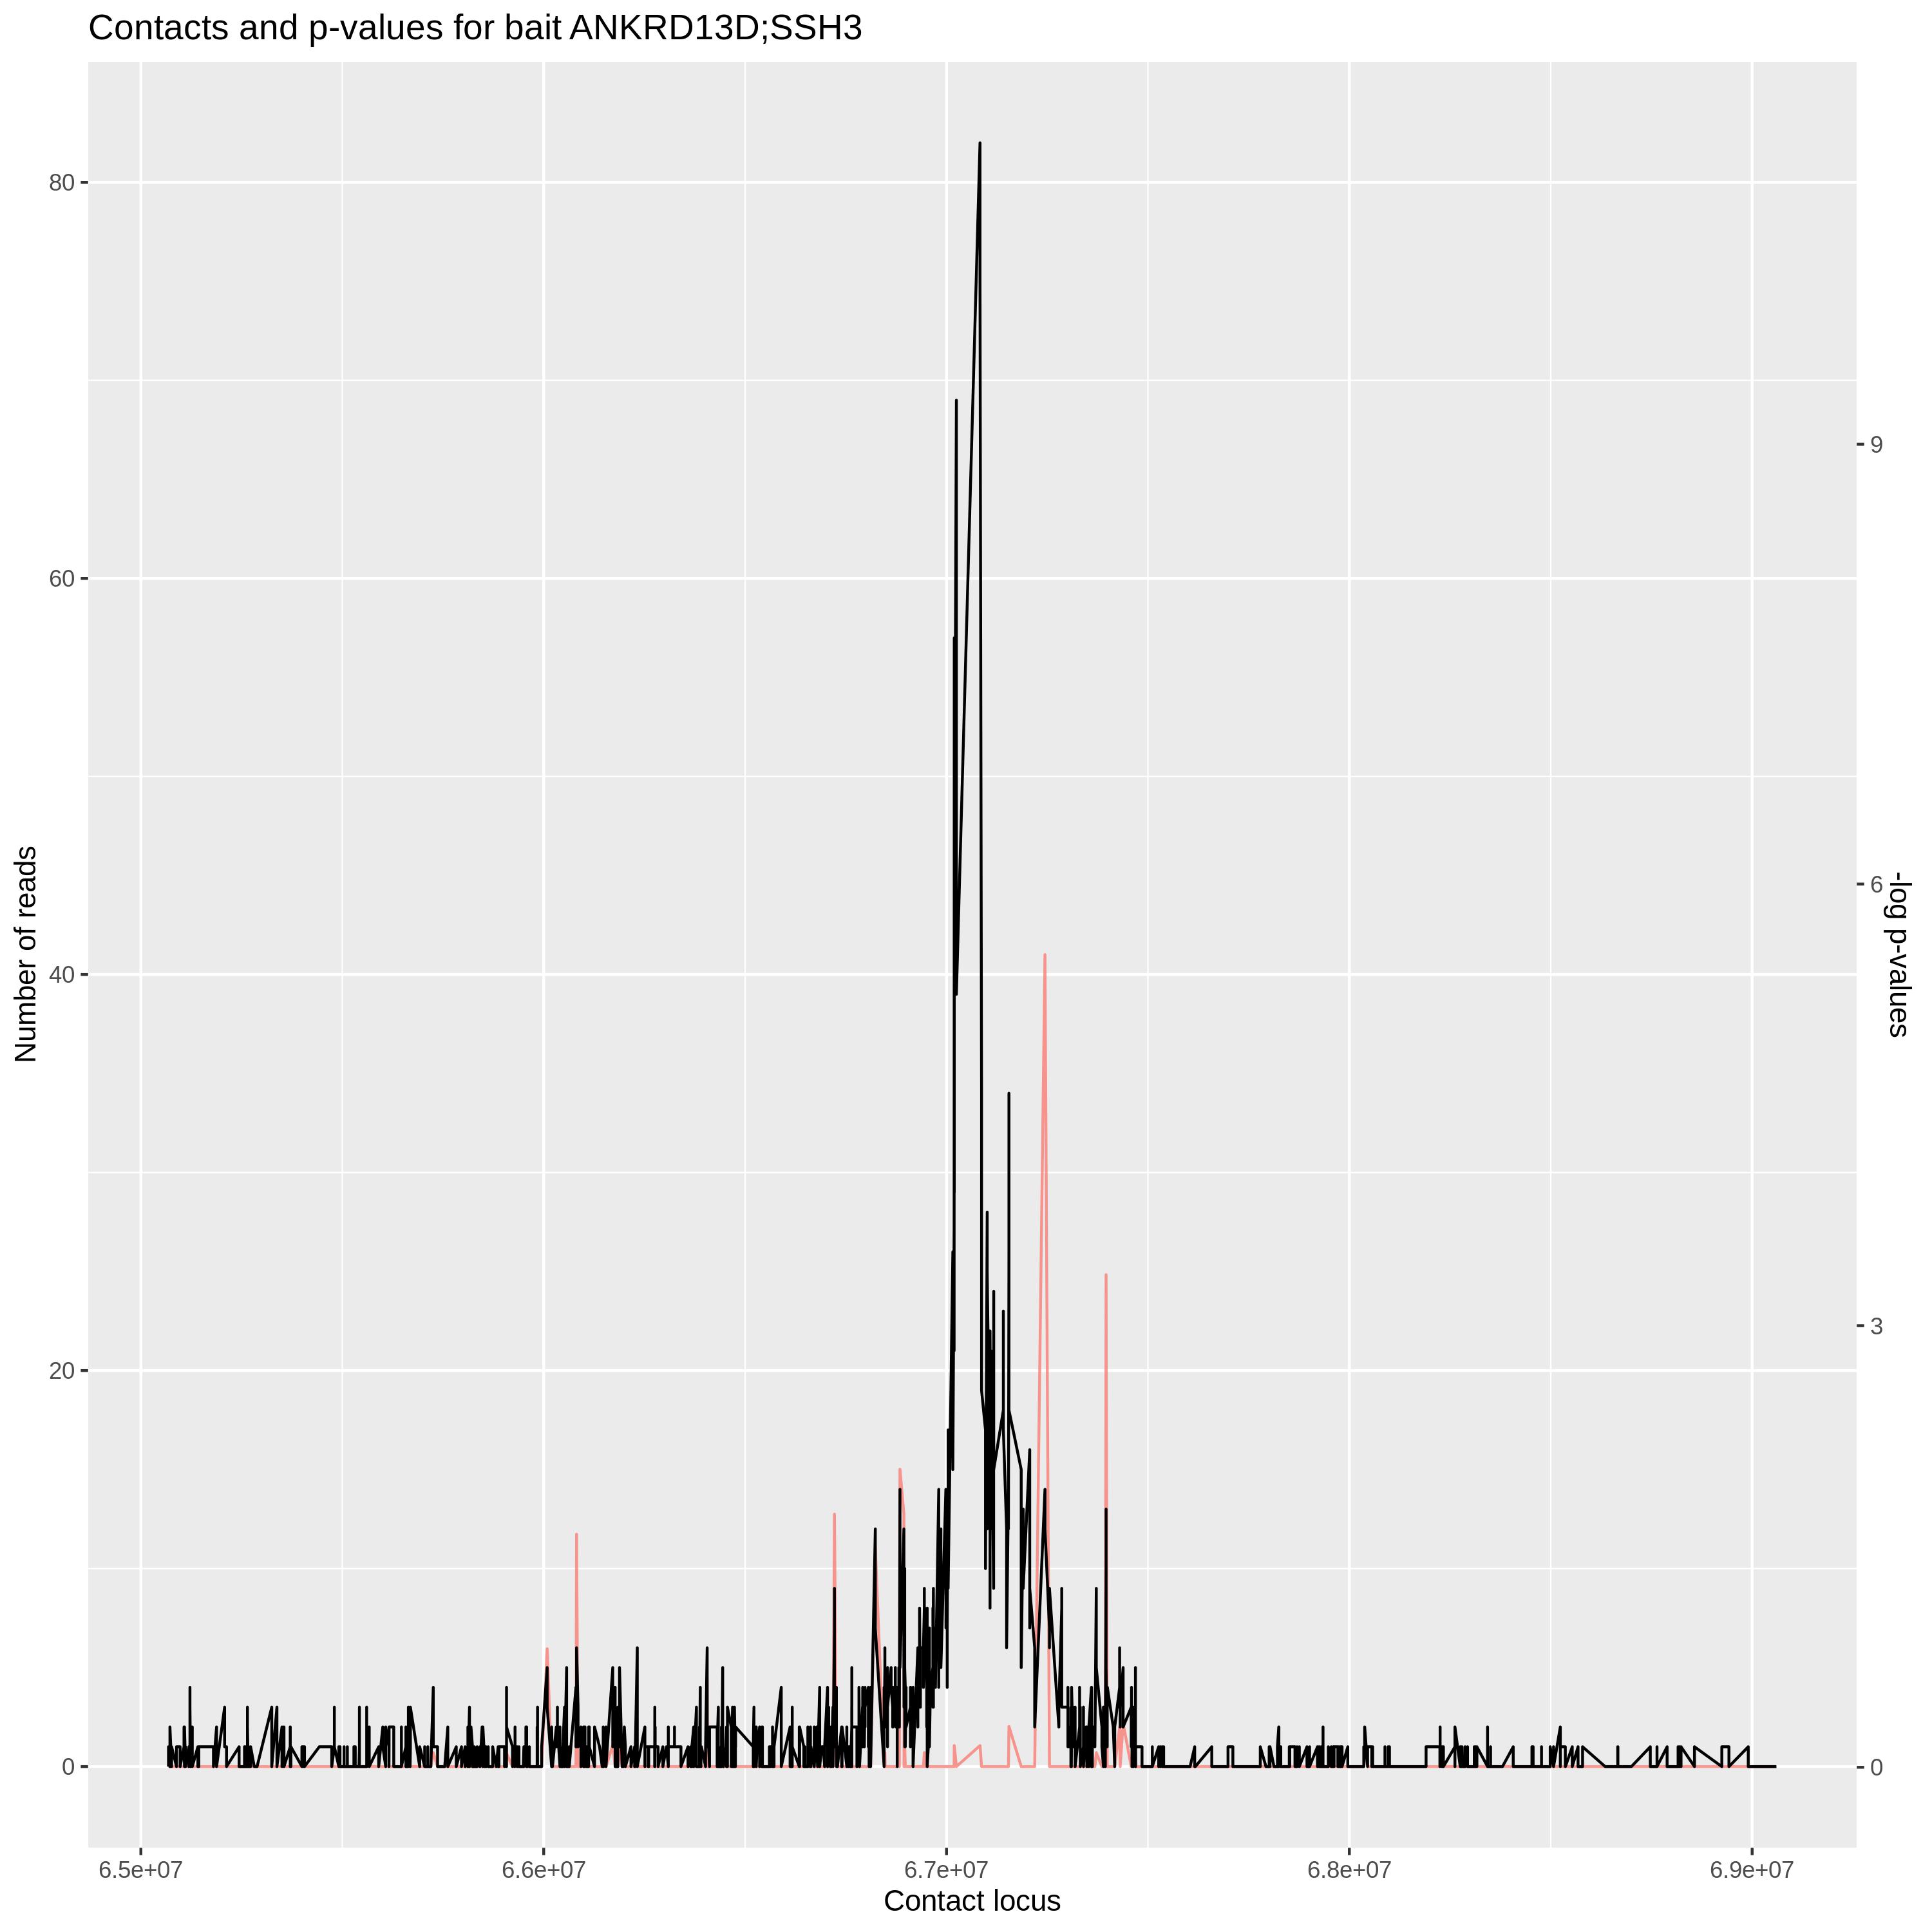 Contacts and p-values for bait ANKRD13D;SSH3
80
60
40
20
0
Number of reads
9
6
3
0
-log p-values
6.5e+07 6.6e+07 6.7e+07 6.8e+07 6.9e+07
Contact locus